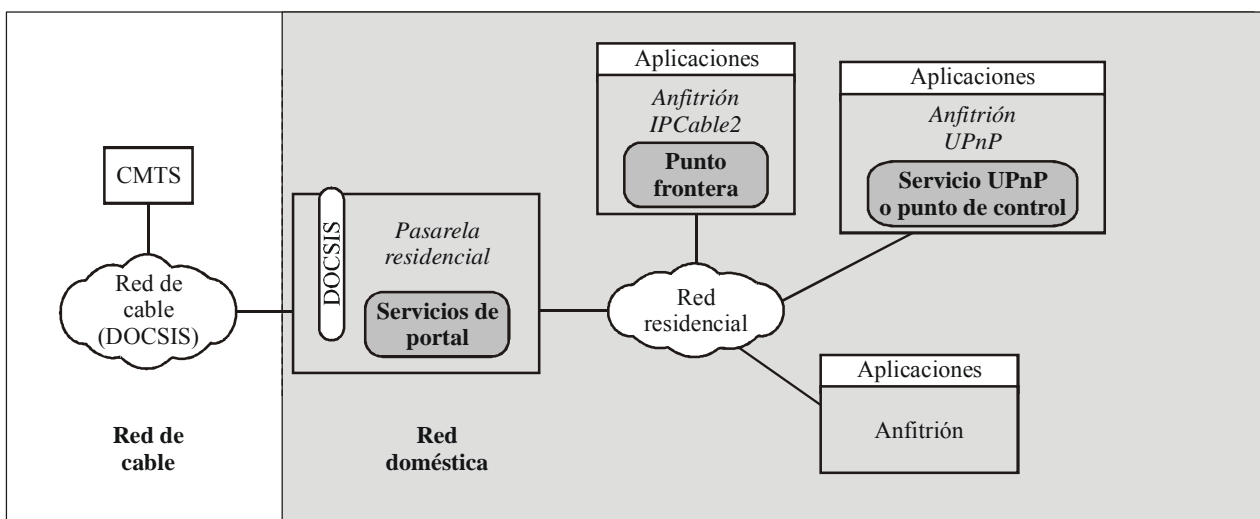 CMTS
Red de
cable
(DOCSIS)
Red de
cable
DOCSIS
Pasarela
residencial
Servicios de
portal
Red
doméstica
Aplicaciones
Anfitrión
IPCable2
Punto
frontera
Red
residencial
Aplicaciones
Anfitrión
UPnP
Servicio UPnP
o punto de control
Aplicaciones
Anfitrión